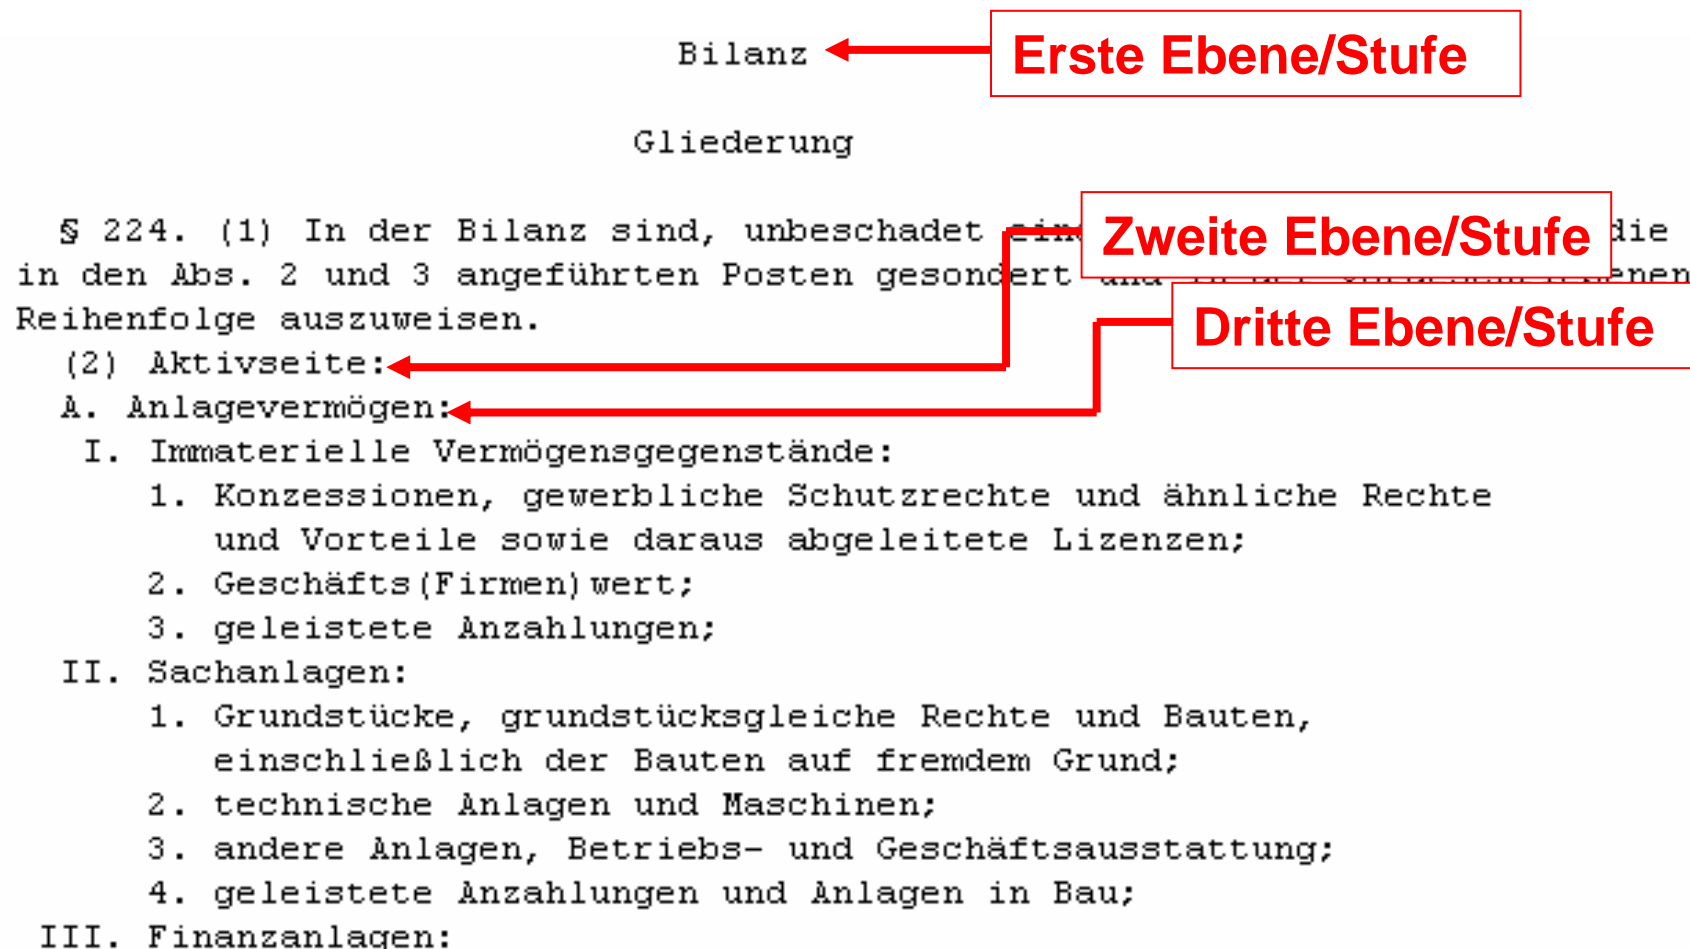 Bilanz
Erste Ebene/Stufe
Gliederung
§ 224. (1) In der Bilanz sind, unbeschadet die
Zweite Ebene/Stufe
in den Abs. 2 und 3 angeführten Posten gesondert
Reihenfolge auszuweisen.
Dritte Ebene/Stufe
(2) Aktivseite:
A. Anlagevermögen:
I. Immaterielle Vermögensgegenstände:
1. Konzessionen, gewerbliche Schutzrechte und ähnliche Rechte
und Vorteile sowie daraus abgeleitete Lizenzen;
2. Geschäfts(Firmen)wert;
3. geleistete Anzahlungen;
II. Sachanlagen:
1. Grundstücke, grundstücksgleiche Rechte und Bauten,
einschließlich der Bauten auf fremdem Grund;
2. technische Anlagen und Maschinen;
3. andere Anlagen, Betriebs- und Geschäftsausstattung;
4. geleistete Anzahlungen und Anlagen in Bau;
III. Finanzanlagen: